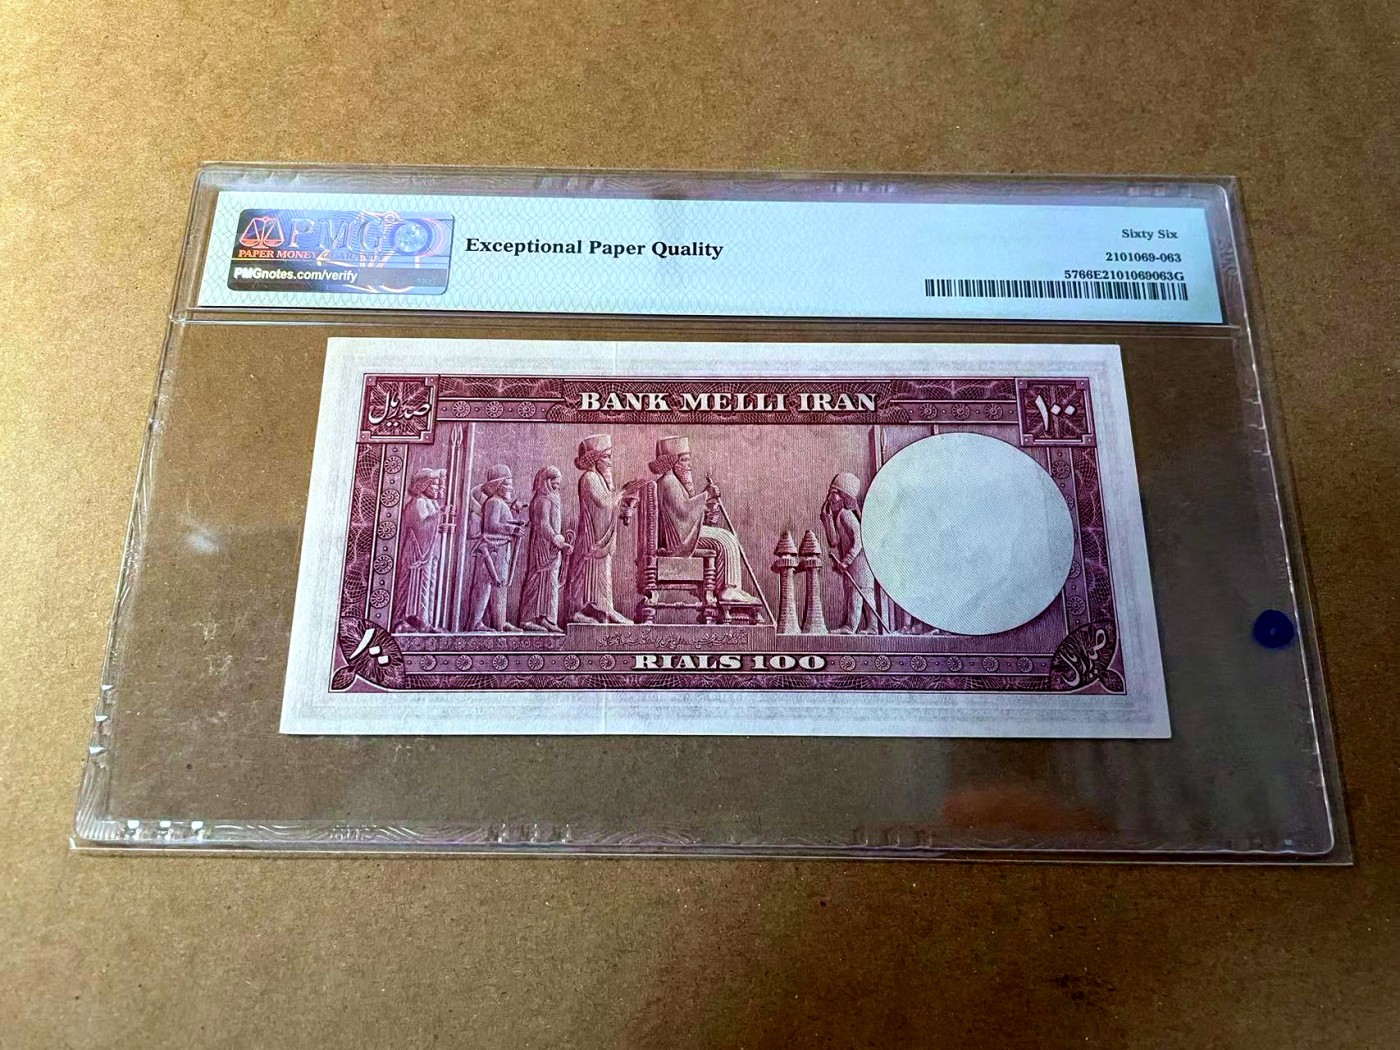 PMG
PAPER MONEY GUARANTY
PMGnotes.com/verify
Exceptional Paper Quality
Sixty Six
2101069-063
5766E2101069063G
صد ریال
BANK MELLI IRAN
۱۰۰
۱۰۰
RIALS 100
صد ریال